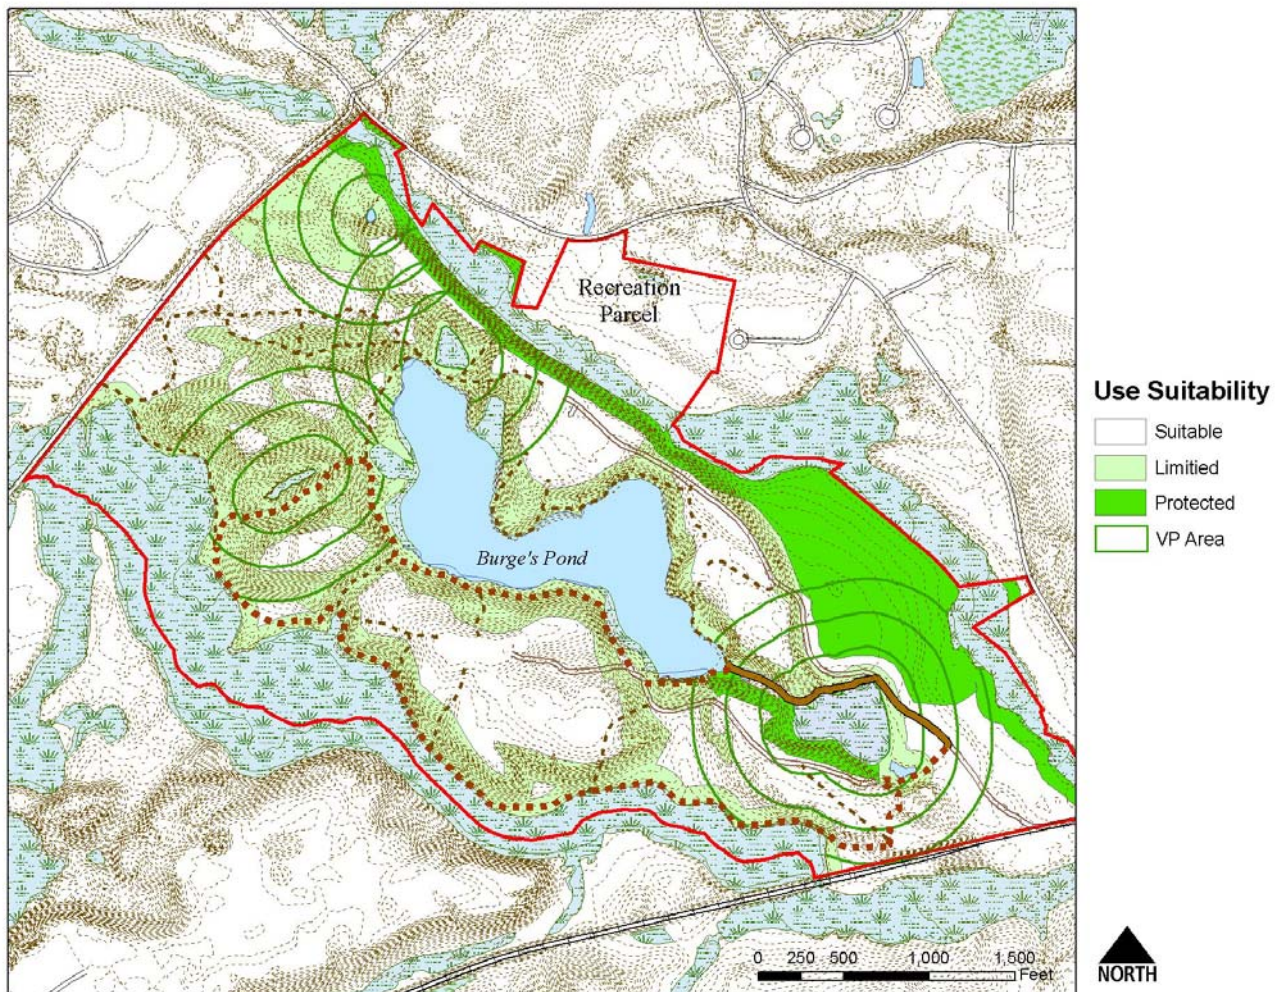 Recreation
Parcel
Burge's Pond
Use Suitability
Suitable
Limitied
Protected
VP Area
0 250 500 1,000 1,500
Feet
NORTH